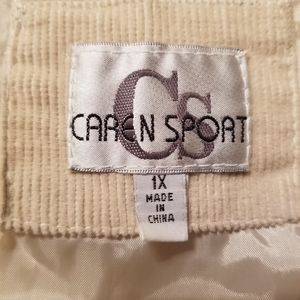 CS
CAREN SPORT
1X
MADE
IN
CHINA